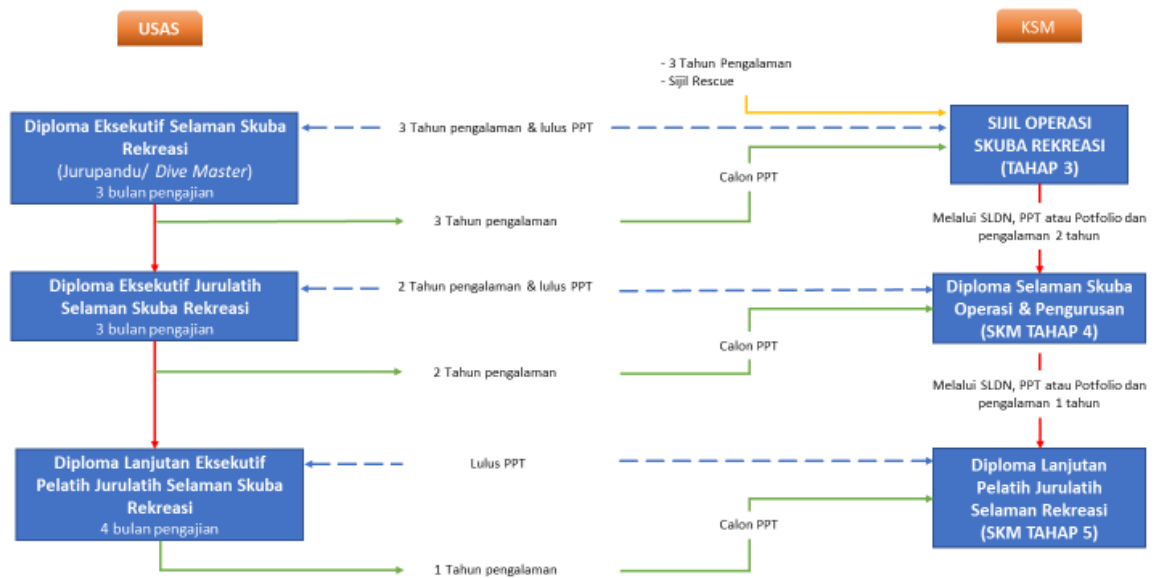 USAS
KSM
- 3 Tahun Pengalaman
- Sijil Rescue
Diploma Eksekutif Selaman Skuba
Rekreasi
(Jurupandu/ Dive Master)
3 bulan pengajian
3 Tahun pengalaman & lulus PPT
SIJIL OPERASI
SKUBA REKREASI
(TAHAP 3)
Calon PPT
3 Tahun pengalaman
Melalui SLDN, PPT atau Potfolio dan
pengalaman 2 tahun
Diploma Eksekutif Jurulatih
Selaman Skuba Rekreasi
3 bulan pengajian
2 Tahun pengalaman & lulus PPT
Diploma Selaman Skuba
Operasi & Pengurusan
(SKM TAHAP 4)
Calon PPT
2 Tahun pengalaman
Melalui SLDN, PPT atau Potfolio dan
pengalaman 1 tahun
Diploma Lanjutan Eksekutif
Pelatih Jurulatih Selaman Skuba
Rekreasi
4 bulan pengajian
Lulus PPT
Diploma Lanjutan
Pelatih Jurulatih
Selaman Rekreasi
(SKM TAHAP 5)
Calon PPT
1 Tahun pengalaman